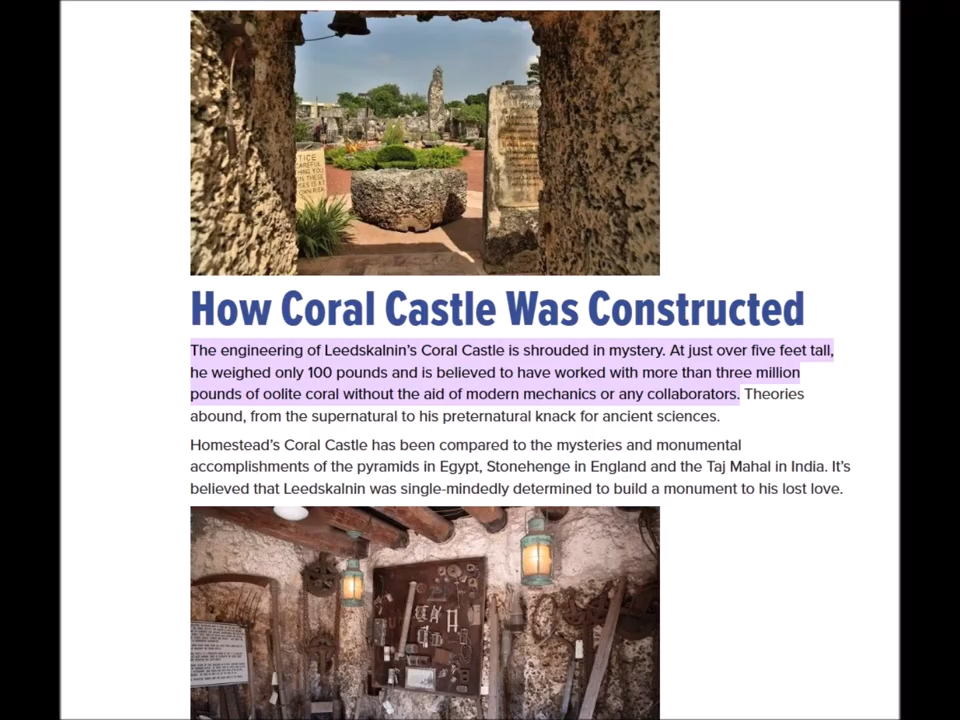 TICE
CAREFUL
How Coral Castle Was Constructed
The engineering of Leedskalnin's Coral Castle is shrouded in mystery. At just over five feet tall,
he weighed only 100 pounds and is believed to have worked with more than three million
pounds of oolite coral without the aid of modern mechanics or any collaborators. Theories
abound, from the supernatural to his preternatural knack for ancient sciences.
Homestead's Coral Castle has been compared to the mysteries and monumental
accomplishments of the pyramids in Egypt, Stonehenge in England and the Taj Mahal in India. It's
believed that Leedskalnin was single-mindedly determined to build a monument to his lost love.